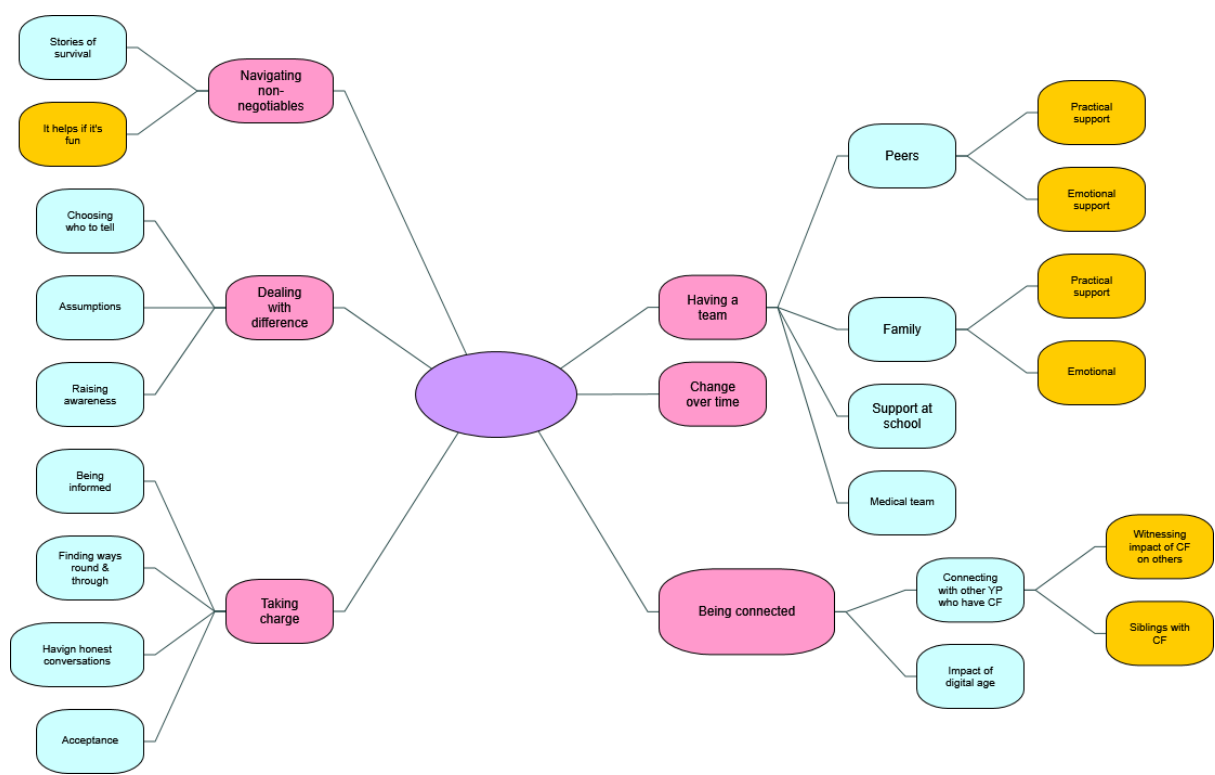 Stories of
survival
It helps if it's
fun
Navigating
non-
negotiables
Choosing
who to tell
Assumptions
Raising
awareness
Dealing
with
difference
Being
informed
Finding ways
round &
through
Havign honest
conversations
Acceptance
Taking
charge
Having a
team
Peers
Practical
support
Emotional
support
Family
Practical
support
Emotional
Support at
school
Medical team
Change
over time
Being connected
Connecting
with other YP
who have CF
Witnessing
impact of CF
on others
Siblings with
CF
Impact of
digital age